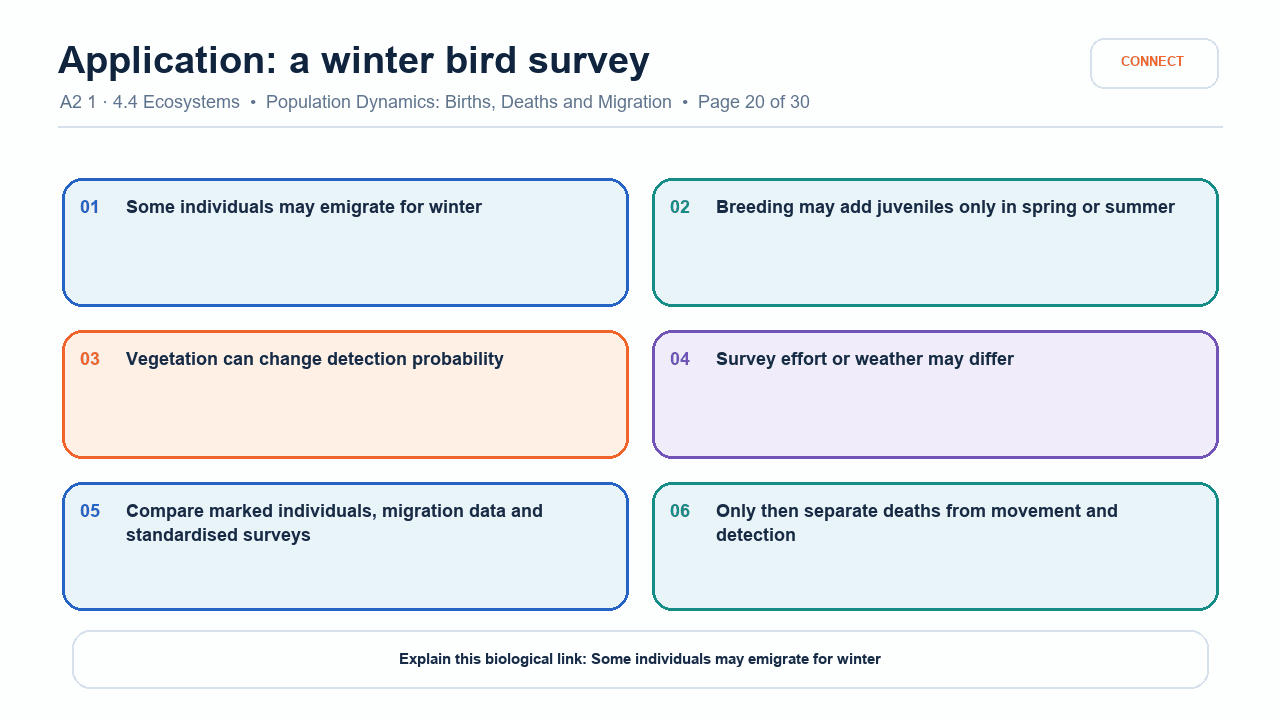 Application: a winter bird survey
CONNECT
A2 1 · 4.4 Ecosystems • Population Dynamics: Births, Deaths and Migration • Page 20 of 30
01 Some individuals may emigrate for winter
02 Breeding may add juveniles only in spring or summer
03 Vegetation can change detection probability
04 Survey effort or weather may differ
05 Compare marked individuals, migration data and
standardised surveys
06 Only then separate deaths from movement and
detection
Explain this biological link: Some individuals may emigrate for winter